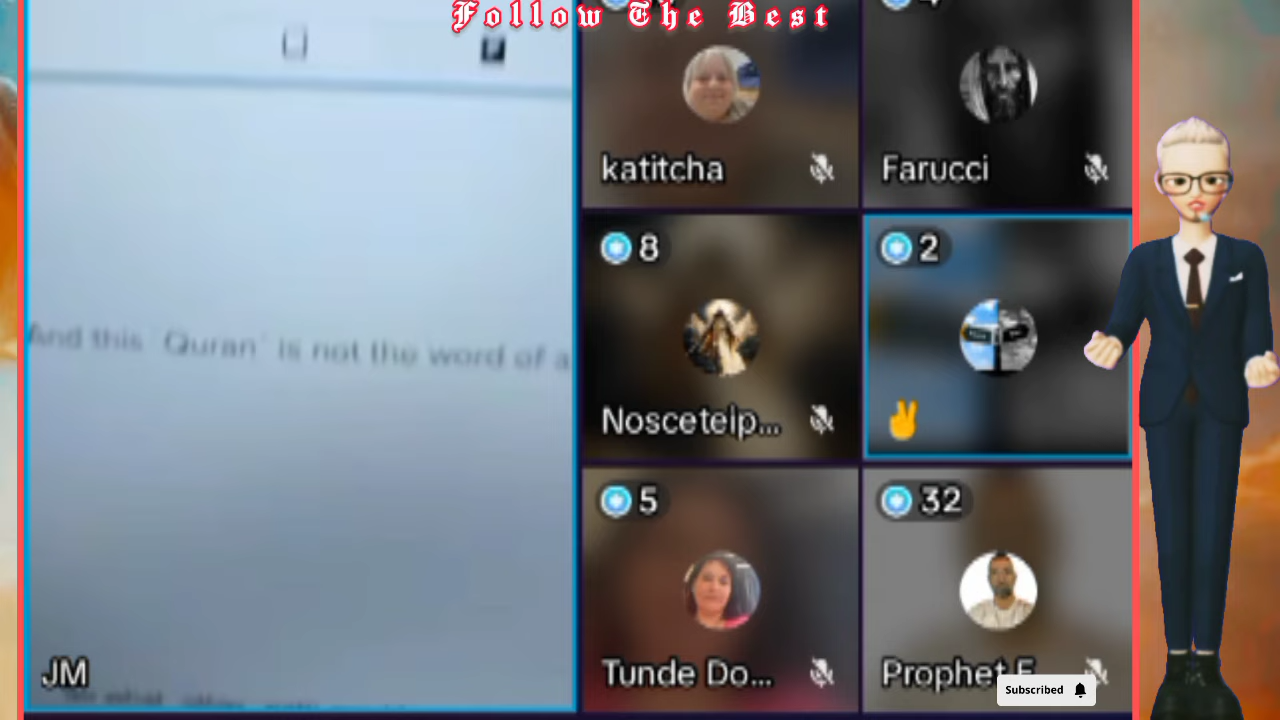 Follow The Best
And this Quran is not the word of a
JM
katitcha
Farucci
8
Nosceteip...
2
✌
5
Tunde Do...
32
Prophet
Subscribed